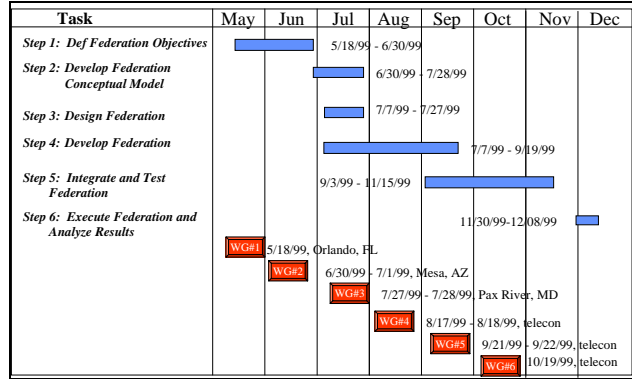 Task May Jun Jul Aug Sep Oct Nov Dec
Step 1: Def Federation Objectives 5/18/99 - 6/30/99
Step 2: Develop Federation 6/30/99 - 7/28/99
Conceptual Model
Step 3: Design Federation 7/7/99 - 7/27/99
Step 4: Develop Federation 7/7/99 - 9/19/99
Step 5: Integrate and Test 9/3/99 - 11/15/99
Federation
Step 6: Execute Federation and 11/30/99-12/08/99
Analyze Results
WG#1 5/18/99, Orlando, FL
WG#2 6/30/99 - 7/1/99, Mesa, AZ
WG#3 7/27/99 - 7/28/99, Pax River, MD
WG#4 8/17/99 - 8/18/99, telecon
WG#5 9/21/99 - 9/22/99, telecon
WG#6 10/19/99, telecon